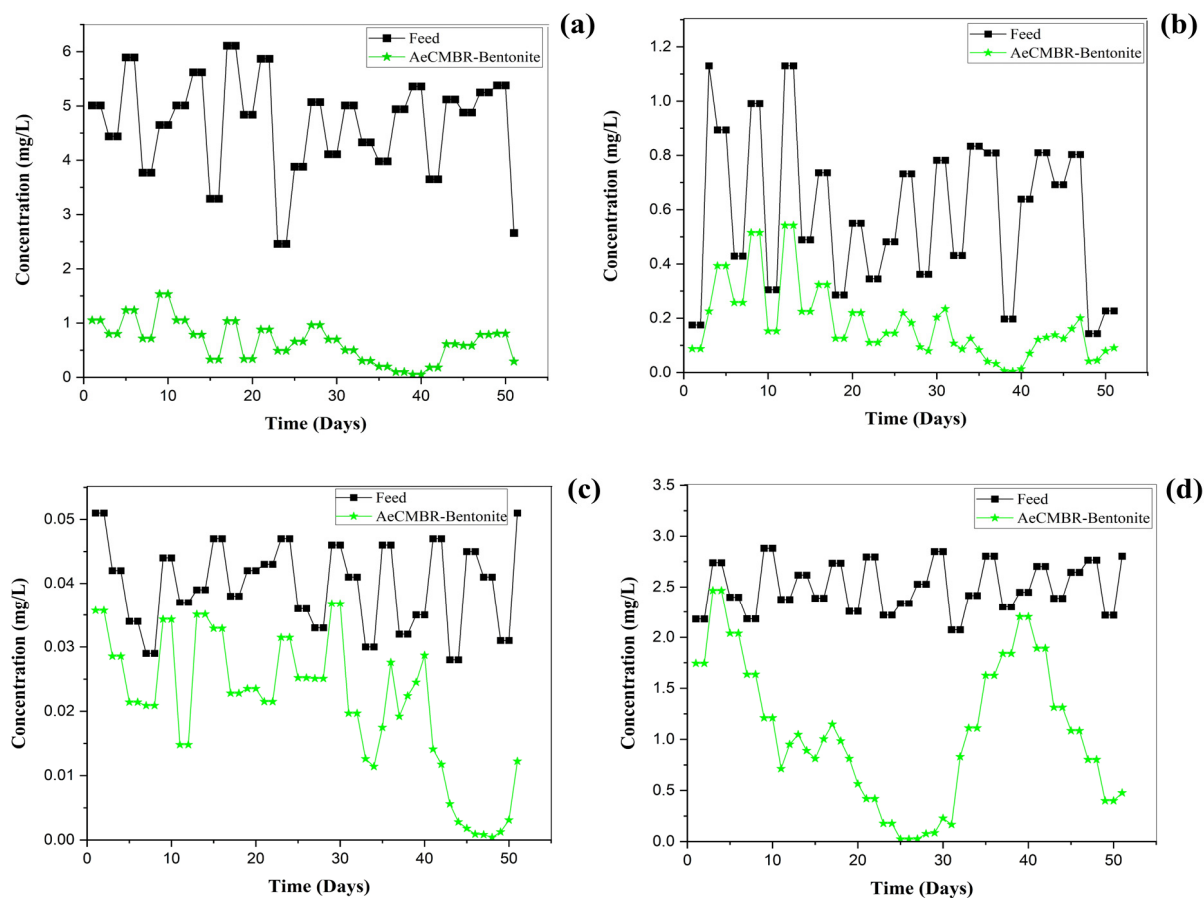 (a)
Feed
AeCMBR-Bentonite
Concentration (mg/L)
6
5
4
3
2
1
0
0 10 20 30 40 50
Time (Days)
(b)
Feed
AeCMBR-Bentonite
Concentration (mg/L)
1.2
1.0
0.8
0.6
0.4
0.2
0.0
0 10 20 30 40 50
Time (Days)
(c)
Feed
AeCMBR-Bentonite
Concentration (mg/L)
0.05
0.04
0.03
0.02
0.01
0.00
0 10 20 30 40 50
Time (Days)
(d)
Feed
AeCMBR-Bentonite
Concentration (mg/L)
3.5
3.0
2.5
2.0
1.5
1.0
0.5
0.0
0 10 20 30 40 50
Time (Days)